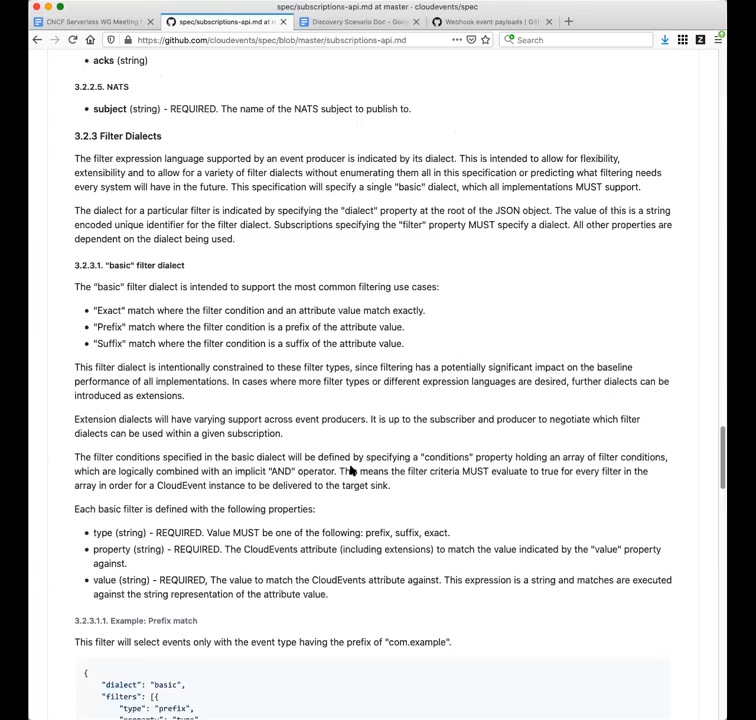 spec/subscriptions-api.md at master · cloudevents/spec
CNCF Serverless WG Meeting
spec/subscriptions-api.md at m
Discovery Scenario Doc - Goo
Webhook event payloads | Git
https://github.com/cloudevents/spec/blob/master/subscriptions-api.md
Search
• acks (string)
3.2.2.5. NATS
• subject (string) - REQUIRED. The name of the NATS subject to publish to.
3.2.3 Filter Dialects
The filter expression language supported by an event producer is indicated by its dialect. This is intended to allow for flexibility,
extensibility and to allow for a variety of filter dialects without enumerating them all in this specification or predicting what filtering needs
every system will have in the future. This specification will specify a single "basic" dialect, which all implementations MUST support.
The dialect for a particular filter is indicated by specifying the "dialect" property at the root of the JSON object. The value of this is a string
encoded unique identifier for the filter dialect. Subscriptions specifying the "filter" property MUST specify a dialect. All other properties are
dependent on the dialect being used.
3.2.3.1. "basic" filter dialect
The "basic" filter dialect is intended to support the most common filtering use cases:
• "Exact" match where the filter condition and an attribute value match exactly.
• "Prefix" match where the filter condition is a prefix of the attribute value.
• "Suffix" match where the filter condition is a suffix of the attribute value.
This filter dialect is intentionally constrained to these filter types, since filtering has a potentially significant impact on the baseline
performance of all implementations. In cases where more filter types or different expression languages are desired, further dialects can be
introduced as extensions.
Extension dialects will have varying support across event producers. It is up to the subscriber and producer to negotiate which filter
dialects can be used within a given subscription.
The filter conditions specified in the basic dialect will be defined by specifying a "conditions" property holding an array of filter conditions,
which are logically combined with an implicit "AND" operator. This means the filter criteria MUST evaluate to true for every filter in the
array in order for a CloudEvent instance to be delivered to the target sink.
Each basic filter is defined with the following properties:
• type (string) - REQUIRED. Value MUST be one of the following: prefix, suffix, exact.
• property (string) - REQUIRED. The CloudEvents attribute (including extensions) to match the value indicated by the "value" property
against.
• value (string) - REQUIRED, The value to match the CloudEvents attribute against. This expression is a string and matches are executed
against the string representation of the attribute value.
3.2.3.1.1. Example: Prefix match
This filter will select events only with the event type having the prefix of "com.example".
{
"dialect": "basic",
"filters": [{
"type": "prefix",
"property": "type",